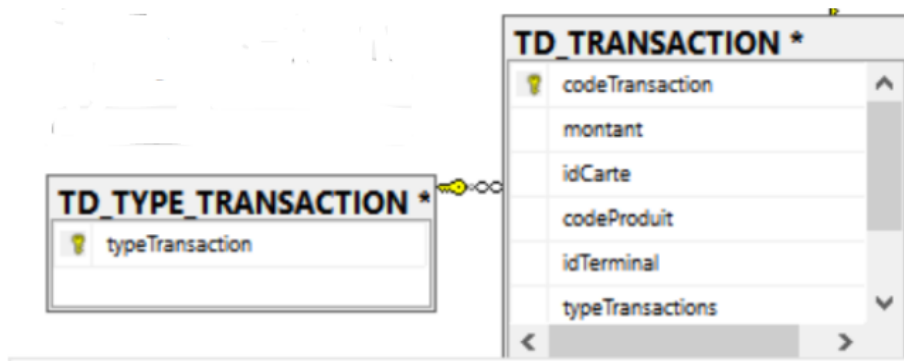 TD_TRANSACTION *
codeTransaction
montant
idCarte
codeProduit
idTerminal
typeTransactions
TD_TYPE_TRANSACTION *
typeTransaction